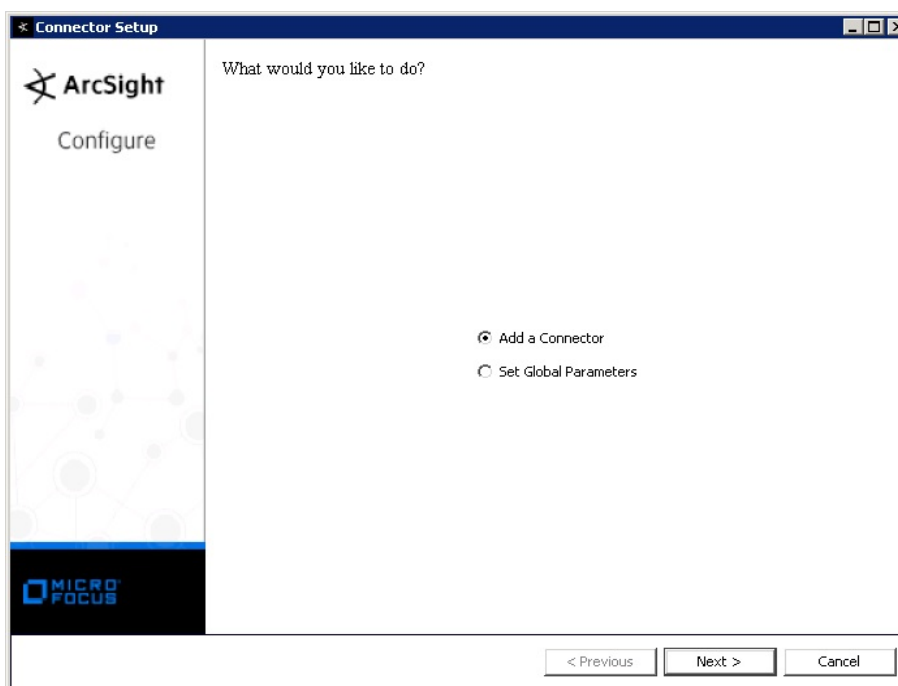 Connector Setup
ArcSight
Configure
What would you like to do?
Add a Connector
Set Global Parameters
MICRO
FOCUS
< Previous
Next >
Cancel